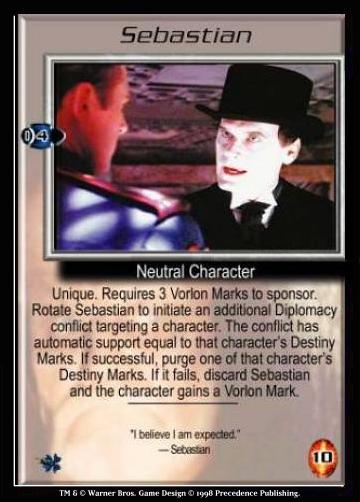 Sebastian
4
Neutral Character
Unique. Requires 3 Vorlon Marks to sponsor.
Rotate Sebastian to initiate an additional Diplomacy
conflict targeting a character. The conflict has
automatic support equal to that character's Destiny
Marks. If successful, purge one of that character's
Destiny Marks. If it fails, discard Sebastian
and the character gains a Vorlon Mark.
"I believe I am expected."
— Sebastian
10
TM & © Warner Bros. Game Design © 1998 Precedence Publishing.